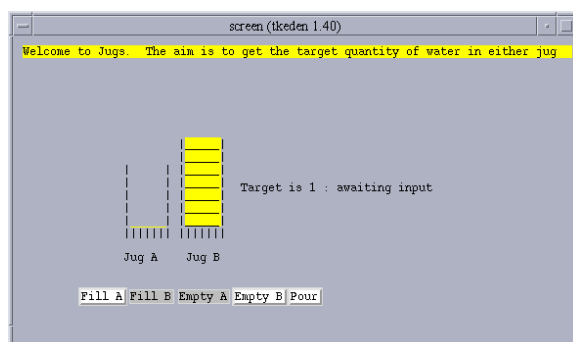 screen (tkeden 1.40)
Welcome to Jugs. The aim is to get the target quantity of water in either jug
Target is 1 : awaiting input
Jug A Jug B
Fill A Fill B Empty A Empty B Pour